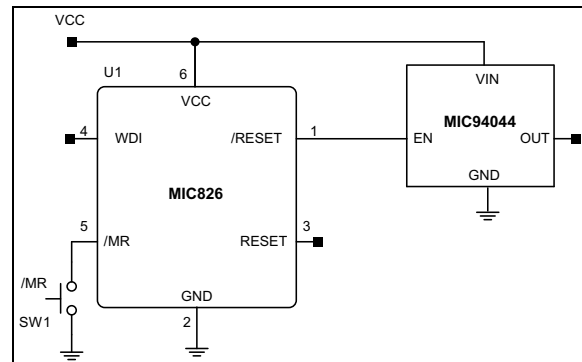 VCC
U1
6
VCC
VIN
4
WDI
/RESET
1
EN
MIC94044
OUT
GND
MIC826
5
/MR
RESET
3
/MR
SW1
GND
2